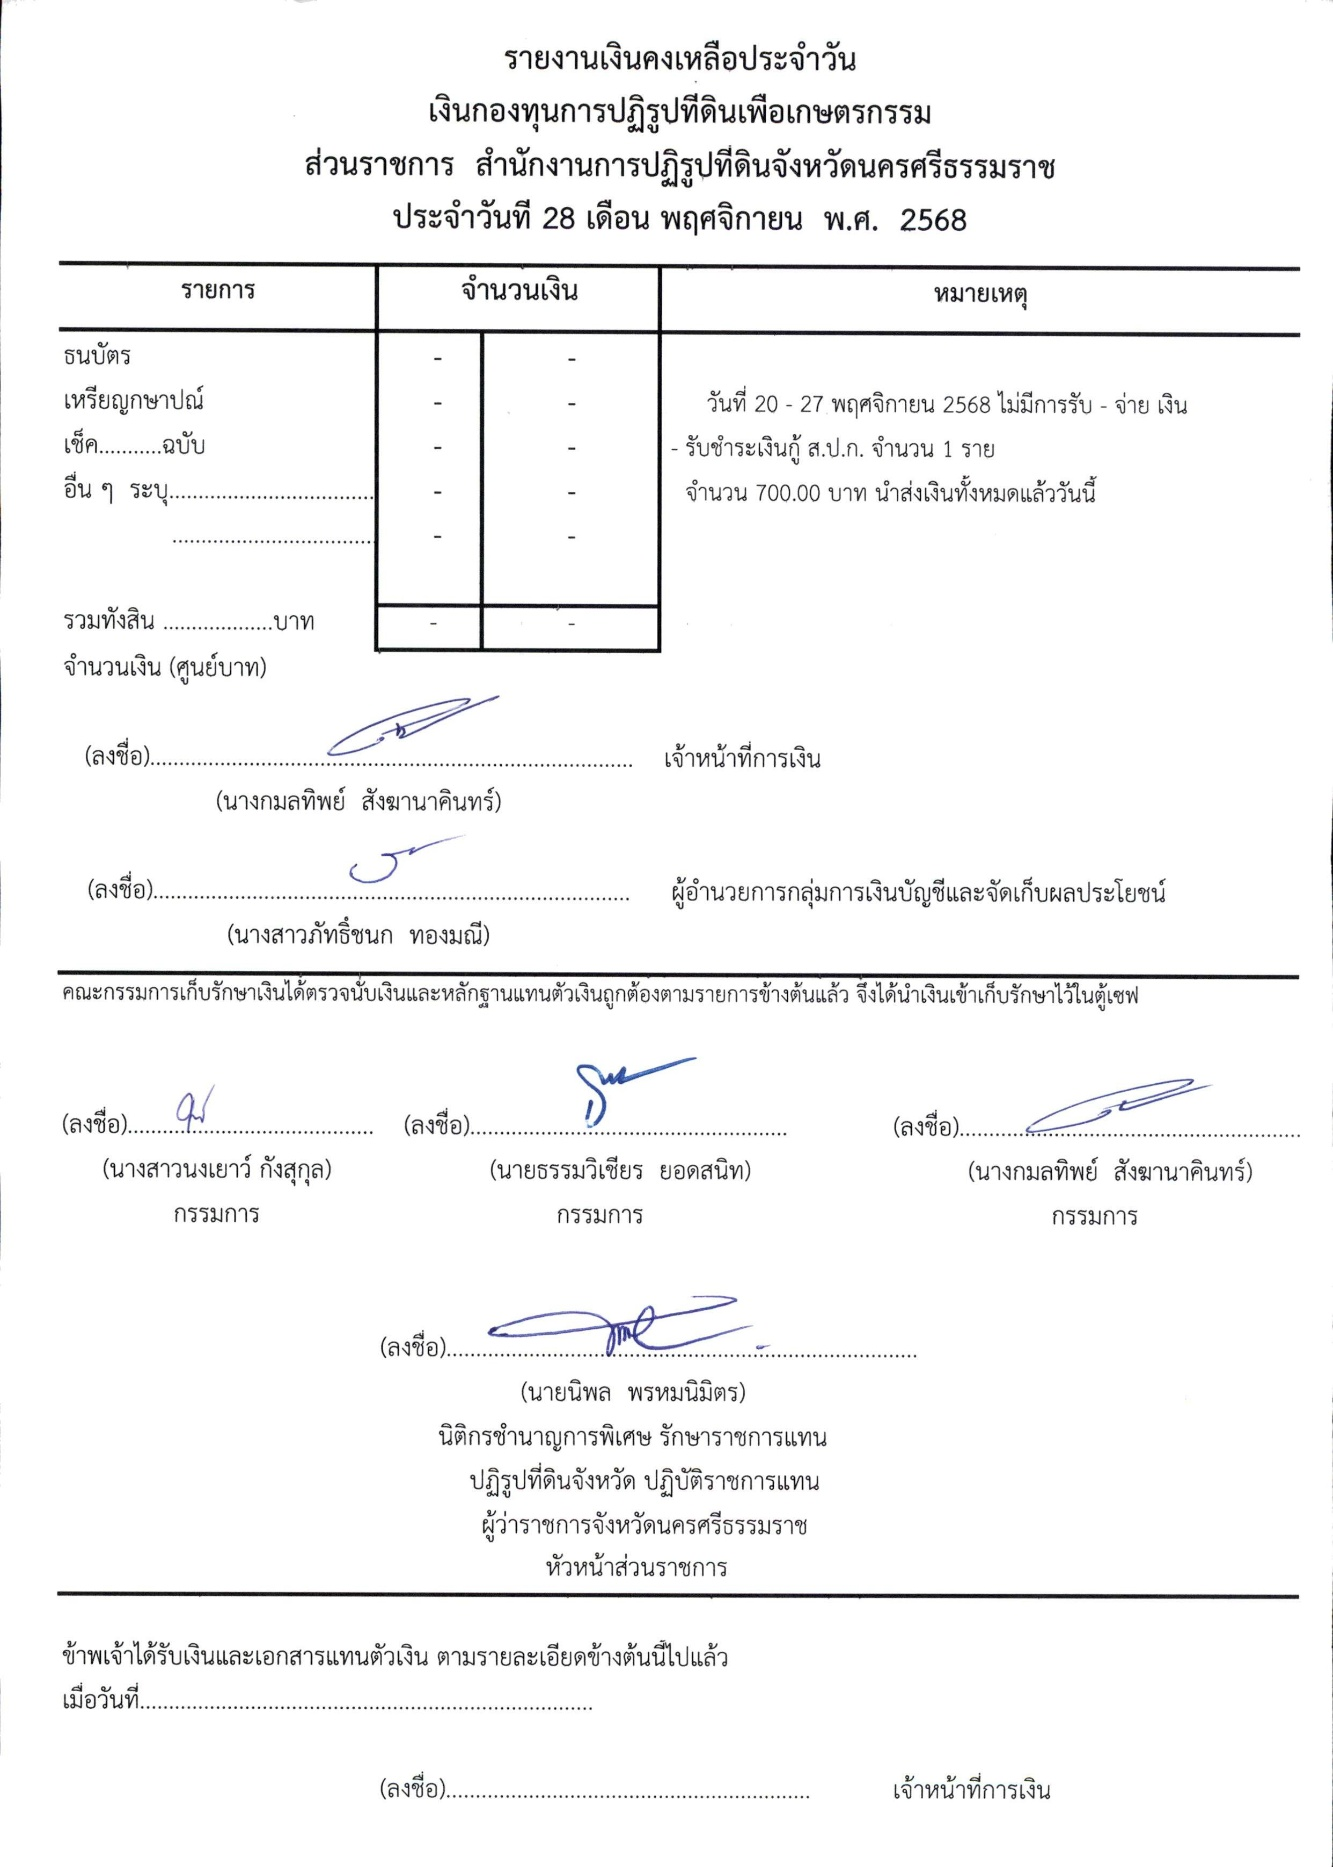 รายงานเงินคงเหลือประจำวัน
เงินกองทุนการปฏิรูปที่ดินเพื่อเกษตรกรรม
ส่วนราชการ สำนักงานการปฏิรูปที่ดินจังหวัดนครศรีธรรมราช
ประจำวันที่ 28 เดือน พฤศจิกายน พ.ศ. 2568
รายการ จำนวนเงิน หมายเหตุ
ธนบัตร - -
เหรียญกษาปณ์ - - วันที่ 20 - 27 พฤศจิกายน 2568 ไม่มีการรับ - จ่าย เงิน
เช็ค...........ฉบับ - - - รับชำระเงินกู้ ส.ป.ก. จำนวน 1 ราย
อื่น ๆ ระบุ................................... - - จำนวน 700.00 บาท นำส่งเงินทั้งหมดแล้ววันนี้
................................... - -
รวมทั้งสิ้น ...................บาท - -
จำนวนเงิน (ศูนย์บาท)
(ลงชื่อ)................................................................................... เจ้าหน้าที่การเงิน
(นางกมลทิพย์ สังฆานาคินทร์)
(ลงชื่อ)................................................................................... ผู้อำนวยการกลุ่มการเงินบัญชีและจัดเก็บผลประโยชน์
(นางสาวภัทธิ์ชนก ทองมณี)
คณะกรรมการเก็บรักษาเงินได้ตรวจนับเงินและหลักฐานแทนตัวเงินถูกต้องตามรายการข้างต้นแล้ว จึงได้นำเงินเข้าเก็บรักษาไว้ในตู้เซฟ
(ลงชื่อ).......................................... (ลงชื่อ)....................................................... (ลงชื่อ)...........................................................
(นางสาวนงเยาว์ กังสุกุล) (นายธรรมวิเชียร ยอดสนิท) (นางกมลทิพย์ สังฆานาคินทร์)
กรรมการ กรรมการ กรรมการ
(ลงชื่อ).................................................................................
(นายนิพล พรหมนิมิตร)
นิติกรชำนาญการพิเศษ รักษาราชการแทน
ปฏิรูปที่ดินจังหวัด ปฏิบัติราชการแทน
ผู้ว่าราชการจังหวัดนครศรีธรรมราช
หัวหน้าส่วนราชการ
ข้าพเจ้าได้รับเงินและเอกสารแทนตัวเงิน ตามรายละเอียดข้างต้นนี้ไปแล้ว
เมื่อวันที่..............................................................................
(ลงชื่อ)............................................................... เจ้าหน้าที่การเงิน